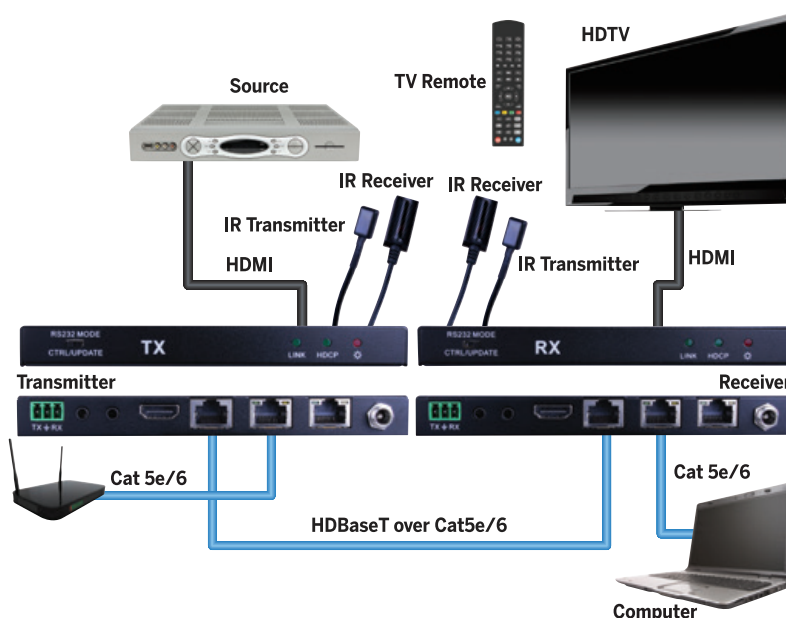 HDTV
Source
TV Remote
IR Receiver
IR Receiver
IR Transmitter
IR Transmitter
HDMI
HDMI
RS232 MODE
CTRL/UPDATE
TX
LINK
HDCP
RS232 MODE
CTRL/UPDATE
RX
LINK
HDCP
Transmitter
Receiver
TX RX
TX RX
Cat 5e/6
Cat 5e/6
HDBaseT over Cat5e/6
Computer